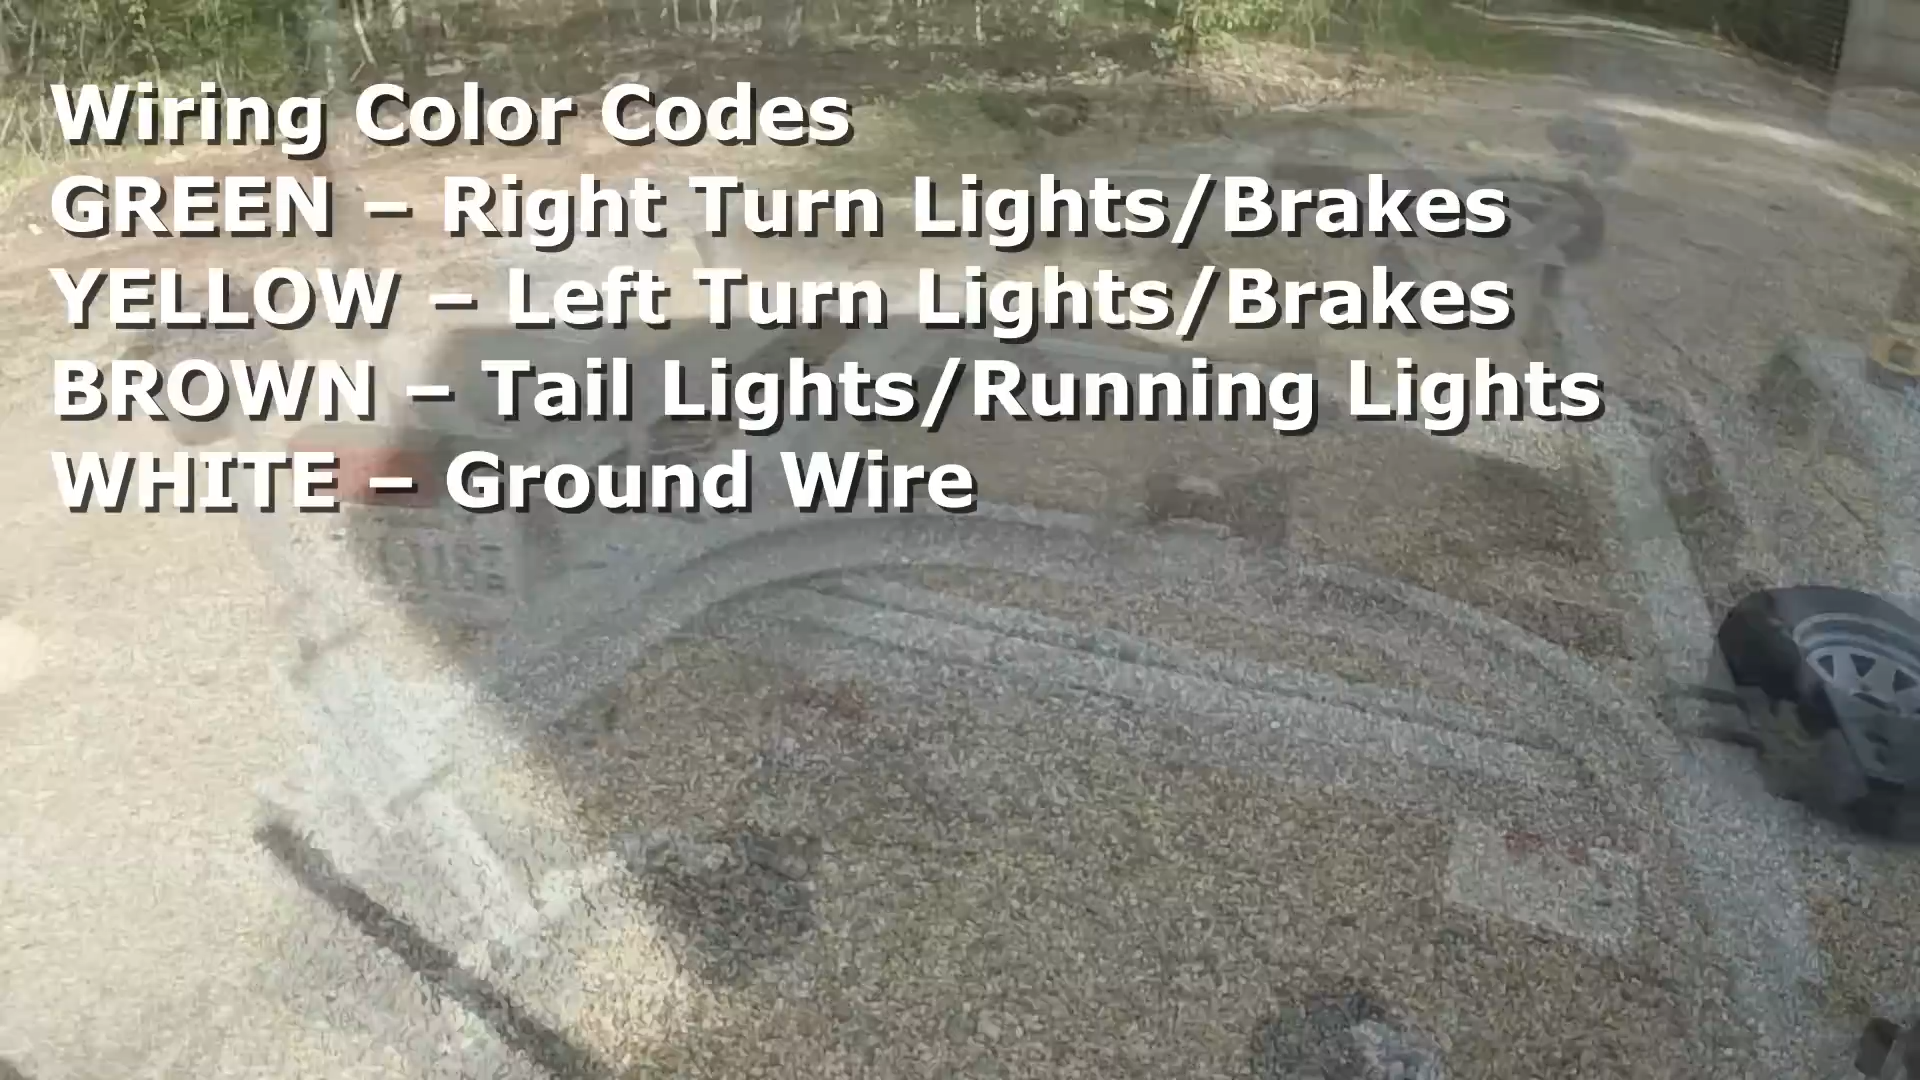 Wiring Color Codes
GREEN – Right Turn Lights/Brakes
YELLOW – Left Turn Lights/Brakes
BROWN – Tail Lights/Running Lights
WHITE – Ground Wire